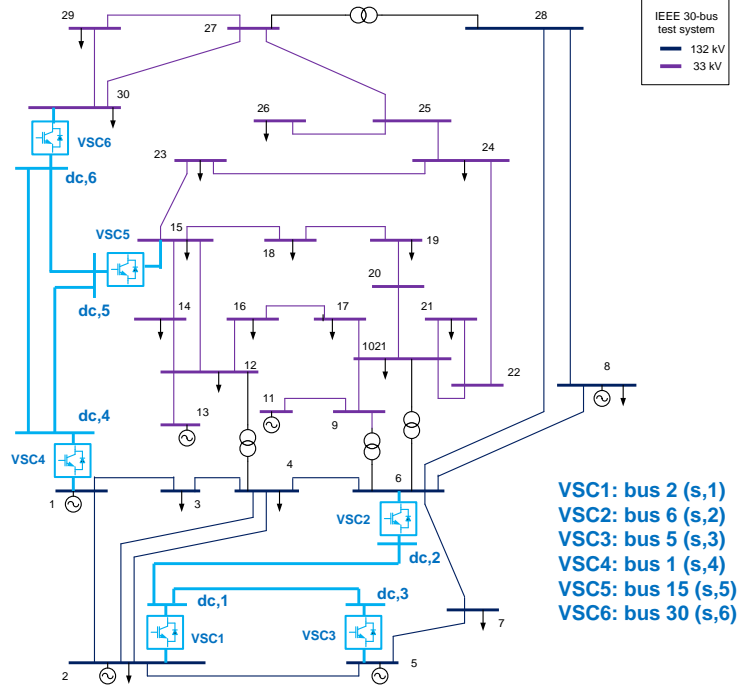 29
27
28
IEEE 30-bus
test system
132 kV
33 kV
30
VSC6
26
25
23
24
dc,6
15
VSC5
18
19
dc,5
20
14
16
17
21
1021
12
22
8
11
13
9
dc,4
VSC4
1
3
4
6
VSC2
dc,2
VSC1: bus 2 (s,1)
VSC2: bus 6 (s,2)
VSC3: bus 5 (s,3)
VSC4: bus 1 (s,4)
VSC5: bus 15 (s,5)
VSC6: bus 30 (s,6)
dc,1
dc,3
7
VSC1
VSC3
2
5